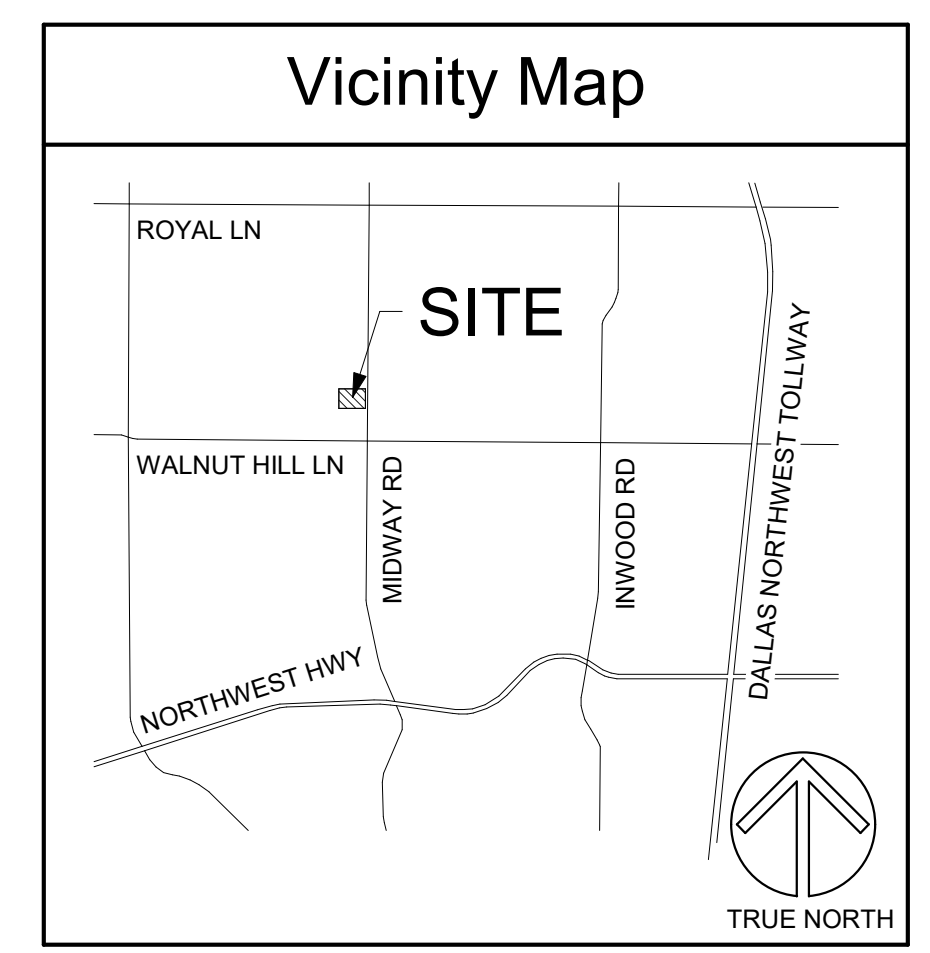 Vicinity Map
ROYAL LN
SITE
WALNUT HILL LN
MIDWAY RD
INWOOD RD
DALLAS NORTHWEST TOLLWAY
NORTHWEST HWY
TRUE NORTH